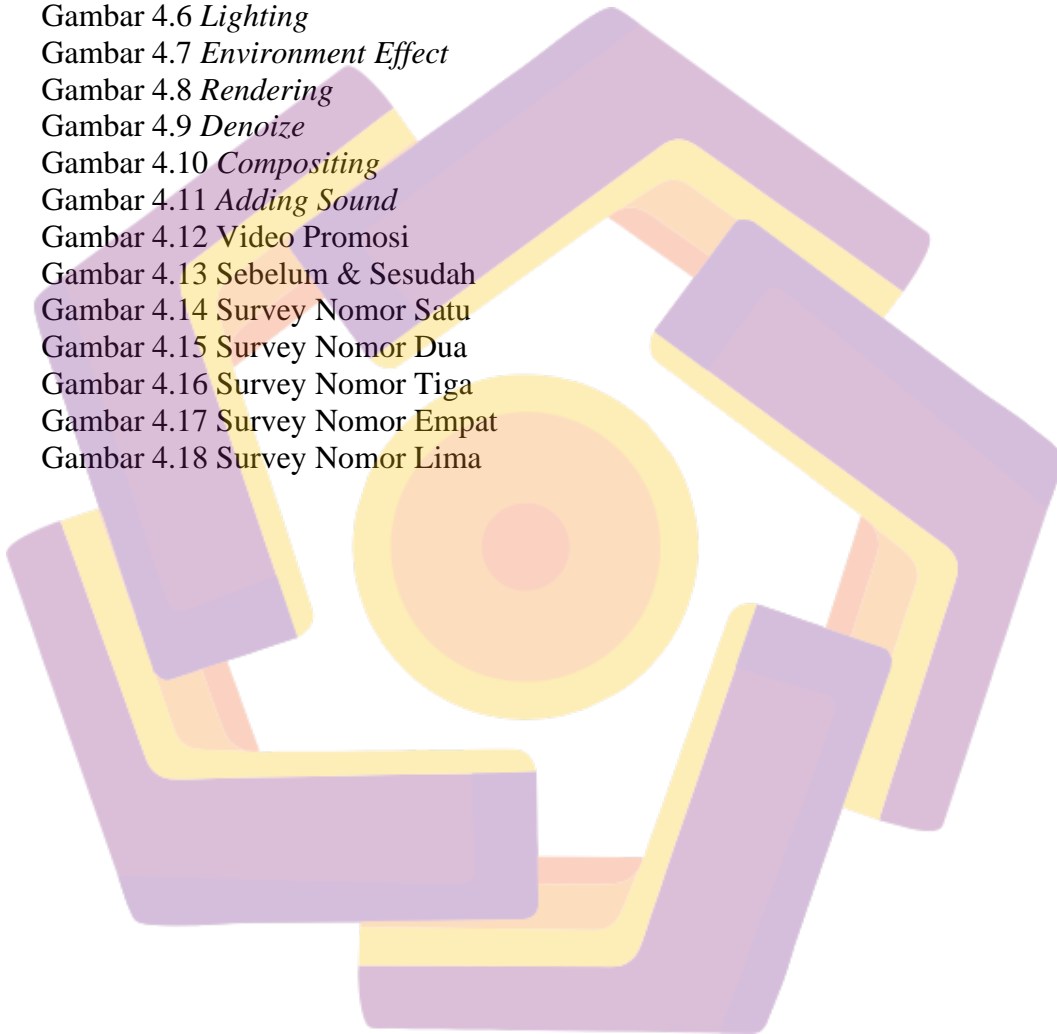 Gambar 4.6 Lighting
Gambar 4.7 Environment Effect
Gambar 4.8 Rendering
Gambar 4.9 Denoize
Gambar 4.10 Compositing
Gambar 4.11 Adding Sound
Gambar 4.12 Video Promosi
Gambar 4.13 Sebelum & Sesudah
Gambar 4.14 Survey Nomor Satu
Gambar 4.15 Survey Nomor Dua
Gambar 4.16 Survey Nomor Tiga
Gambar 4.17 Survey Nomor Empat
Gambar 4.18 Survey Nomor Lima